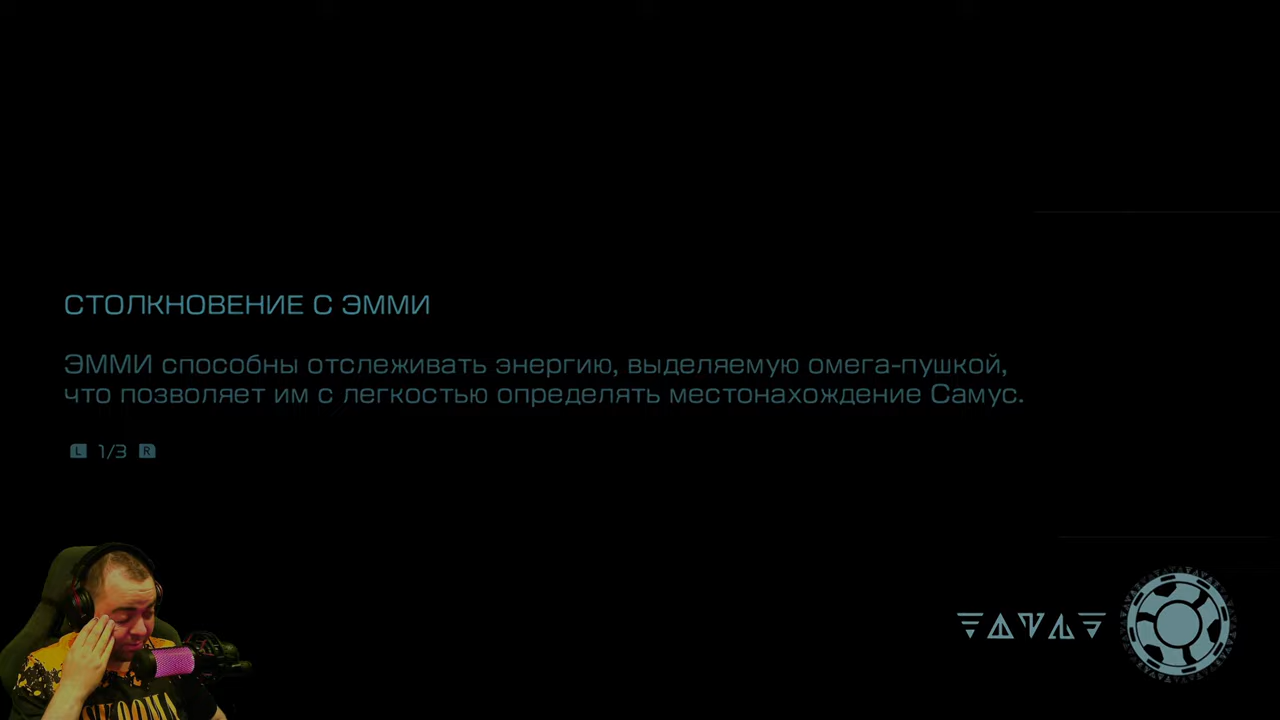 СТОЛКНОВЕНИЕ С ЭММИ
ЭММИ способны отслеживать энергию, выделяемую омега-пушкой,
что позволяет им с легкостью определять местонахождение Самус.
L 1/3 R